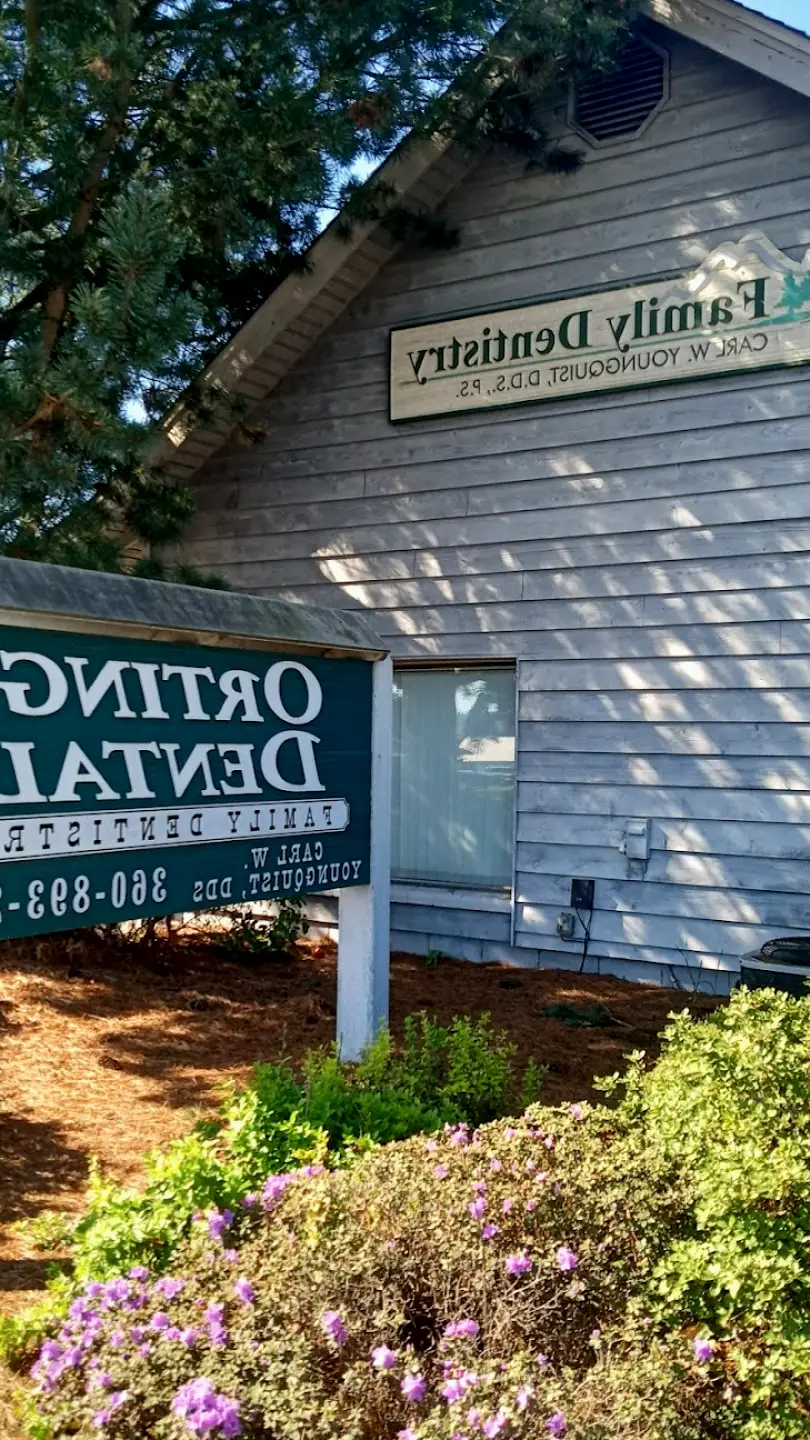 Family Dentistry
CARL W. YOUNGQUIST, D.D.S., P.S.
ORTING
DENTAL
FAMILY DENTISTR
CARL W.
YOUNGQUIST, DDS 360-893-